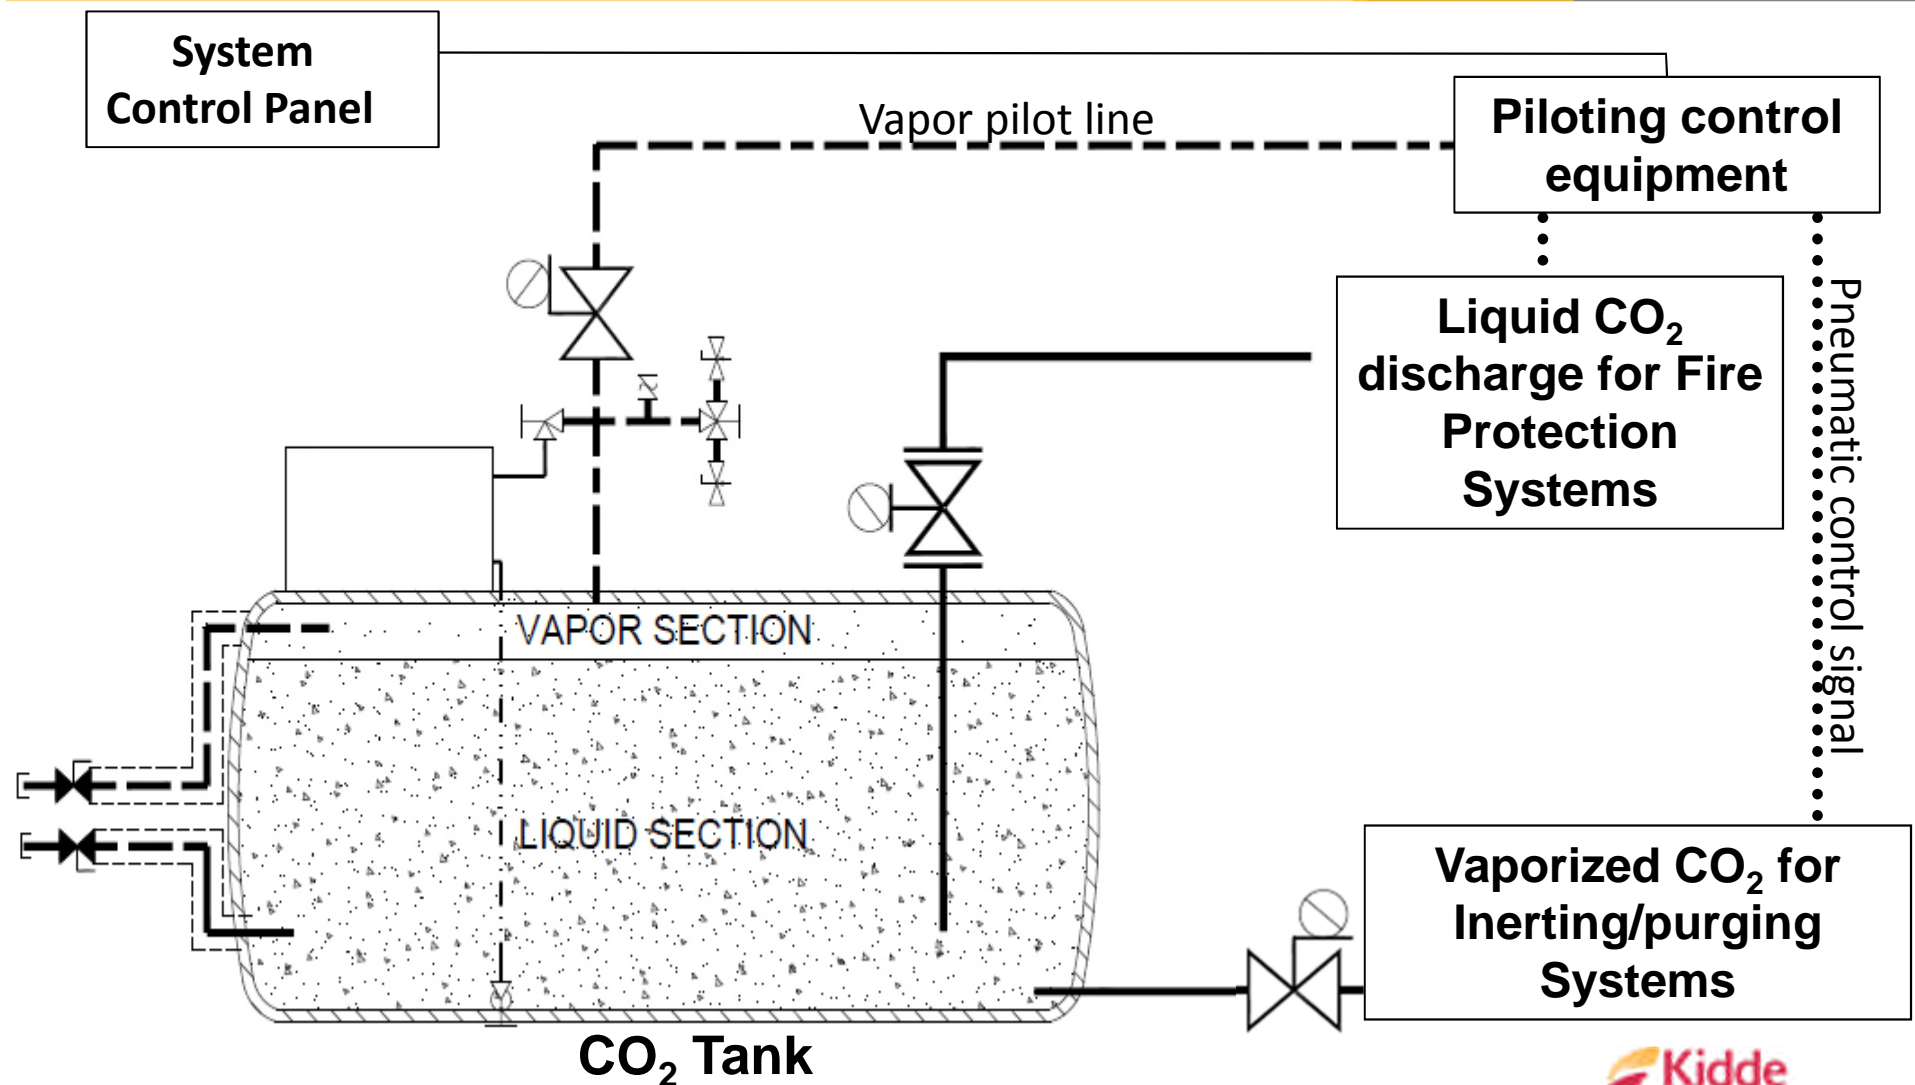 System
Control Panel
Vapor pilot line
Piloting control
equipment
Liquid CO₂
discharge for Fire
Protection
Systems
Pneumatic control signal
VAPOR SECTION
LIQUID SECTION
Vaporized CO₂ for
Inerting/purging
Systems
CO₂ Tank
Kidde